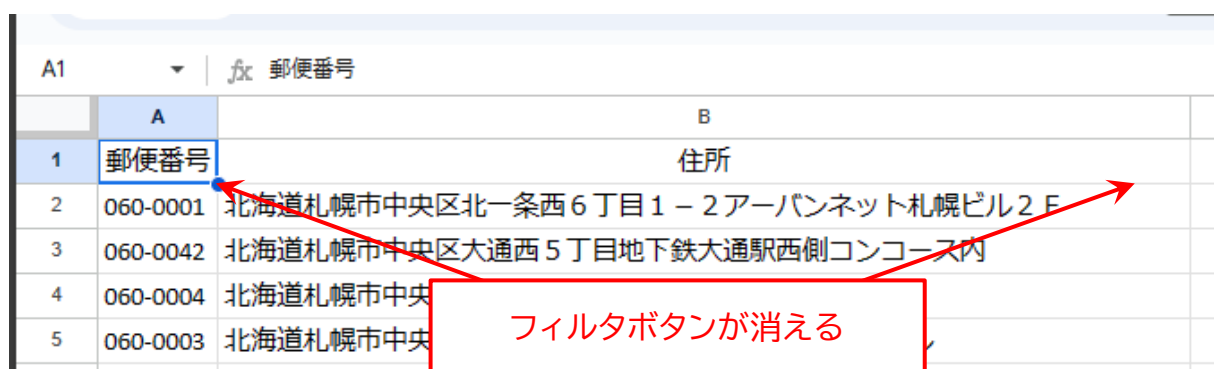 A1 fx 郵便番号
A B
1 郵便番号 住所
2 060-0001 北海道札幌市中央区北一条西６丁目１－２アーバンネット札幌ビル２Ｆ
3 060-0042 北海道札幌市中央区大通西５丁目地下鉄大通駅西側コンコース内
4 060-0004 北海道札幌市中央
5 060-0003 北海道札幌市中央
フィルタボタンが消える